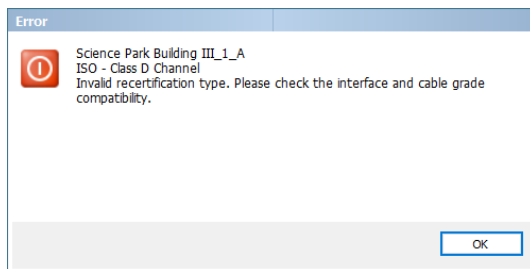 Error
Science Park Building III_1_A
ISO - Class D Channel
Invalid recertification type. Please check the interface and cable grade
compatibility.
OK